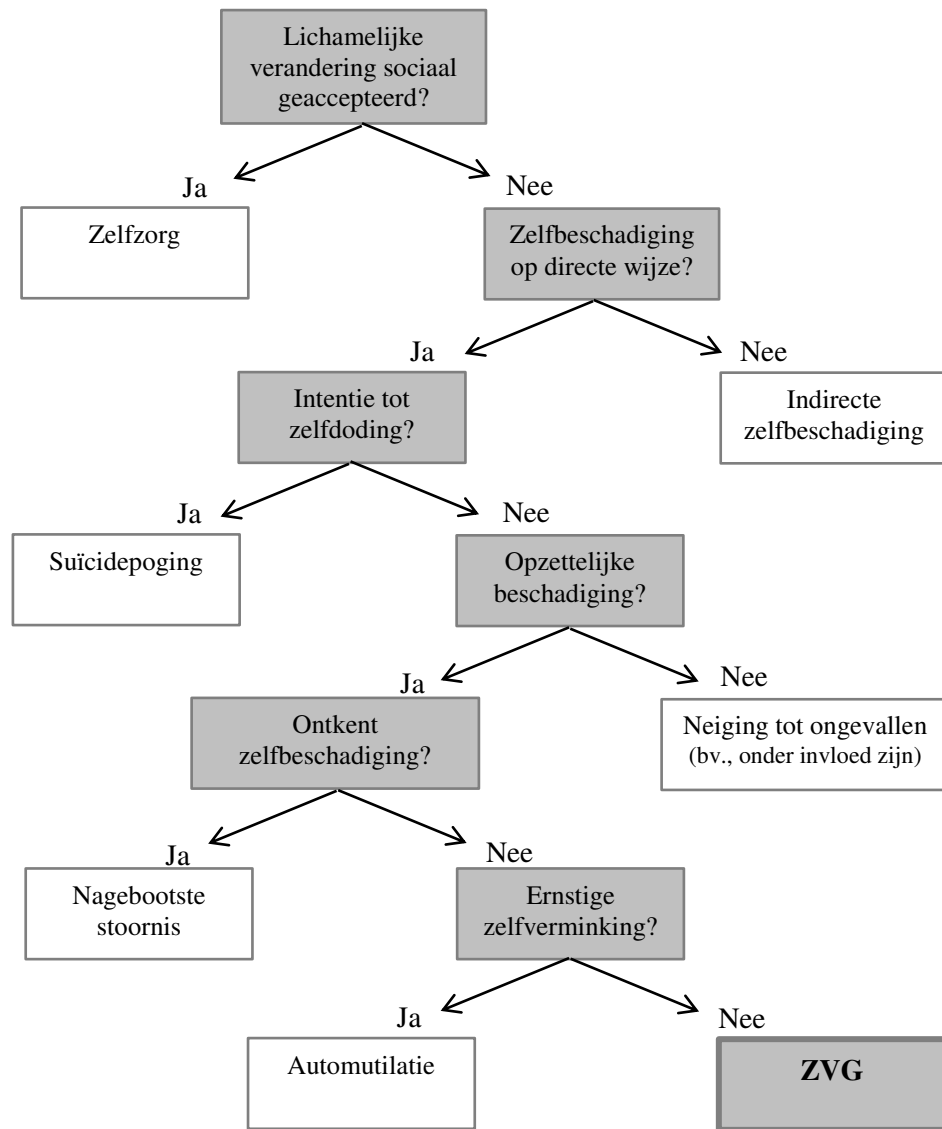 Lichamelijke
verandering sociaal
geaccepteerd?
Ja
Nee
Zelfzorg
Zelfbeschadiging
op directe wijze?
Ja
Nee
Intentie tot
zelfdoding?
Indirecte
zelfbeschadiging
Ja
Nee
Suïcidepoging
Opzettelijke
beschadiging?
Ja
Nee
Ontkent
zelfbeschadiging?
Neiging tot ongevallen
(bv., onder invloed zijn)
Ja
Nee
Nagebootste
stoornis
Ernstige
zelfverminking?
Ja
Nee
Automutilatie
ZVG